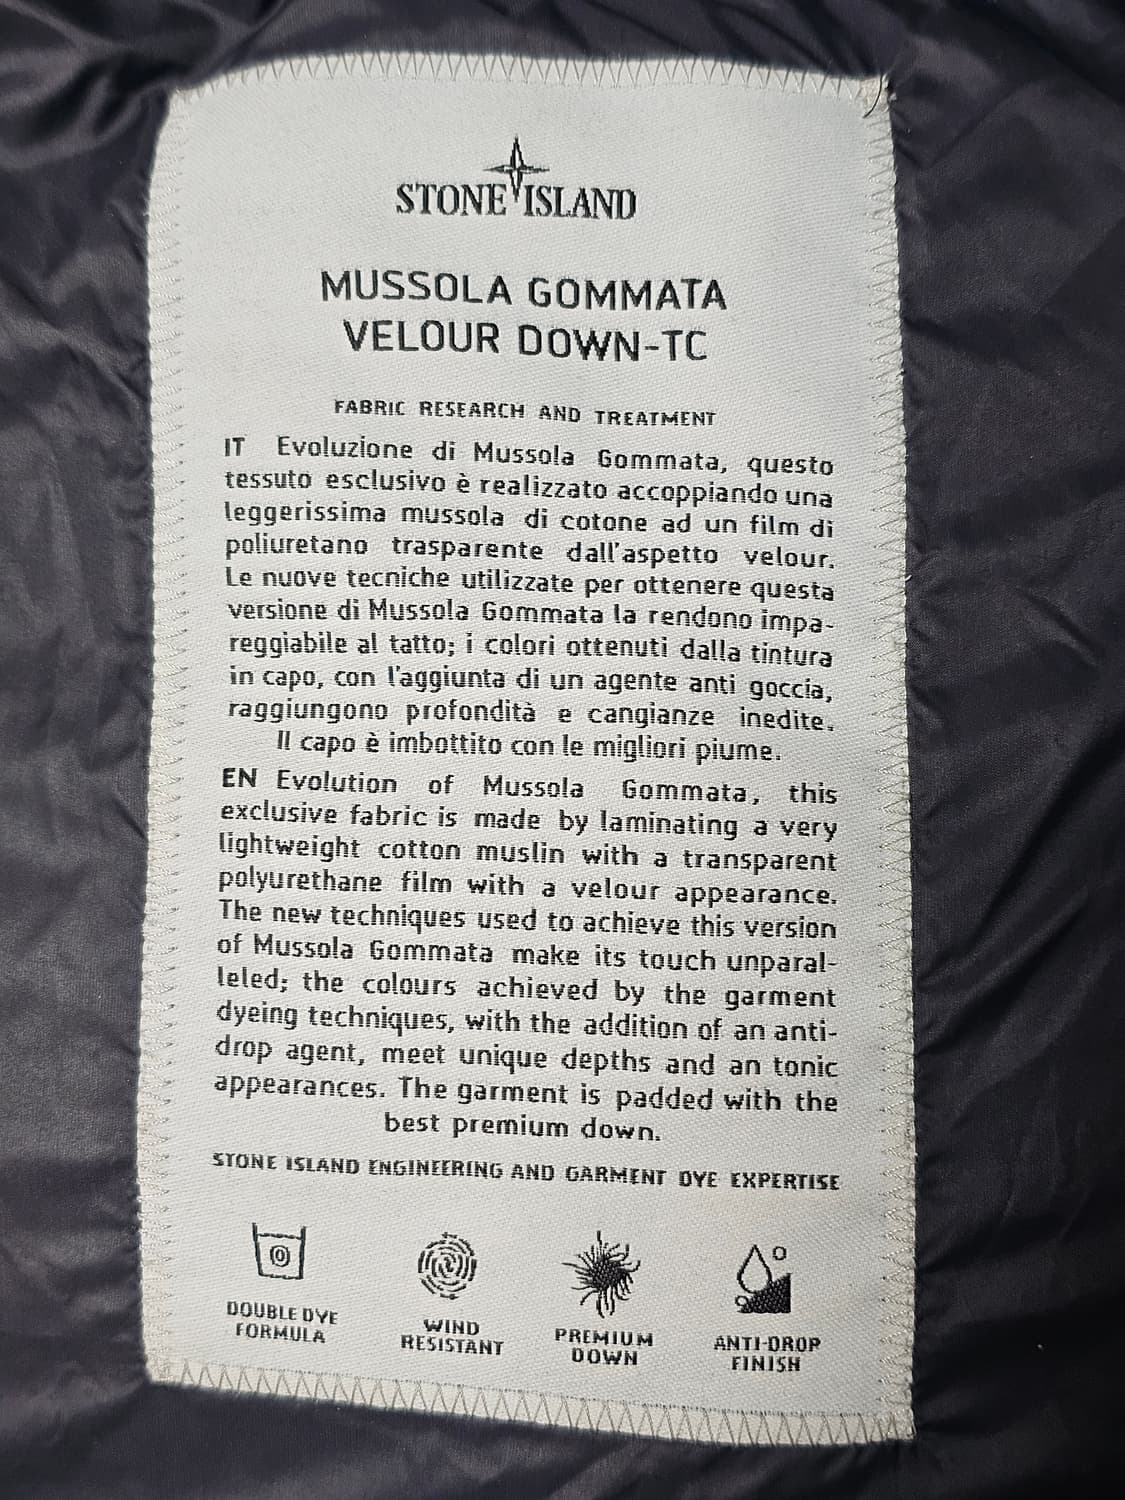 STONE ISLAND
MUSSOLA GOMMATA
VELOUR DOWN-TC
FABRIC RESEARCH AND TREATMENT
IT Evoluzione di Mussola Gommata, questo
tessuto esclusivo è realizzato accoppiando una
leggerissima mussola di cotone ad un film di
poliuretano trasparente dall'aspetto velour.
Le nuove tecniche utilizzate per ottenere questa
versione di Mussola Gommata la rendono impa-
reggiabile al tatto; i colori ottenuti dalla tintura
in capo, con l'aggiunta di un agente anti goccia,
raggiungono profondità e cangianze inedite.
Il capo è imbottito con le migliori piume.
EN Evolution of Mussola Gommata, this
exclusive fabric is made by laminating a very
lightweight cotton muslin with a transparent
polyurethane film with a velour appearance.
The new techniques used to achieve this version
of Mussola Gommata make its touch unparal-
leled; the colours achieved by the garment
dyeing techniques, with the addition of an anti-
drop agent, meet unique depths and an tonic
appearances. The garment is padded with the
best premium down.
STONE ISLAND ENGINEERING AND GARMENT DYE EXPERTISE
DOUBLE DYE
FORMULA
WIND
RESISTANT
PREMIUM
DOWN
ANTI-DROP
FINISH